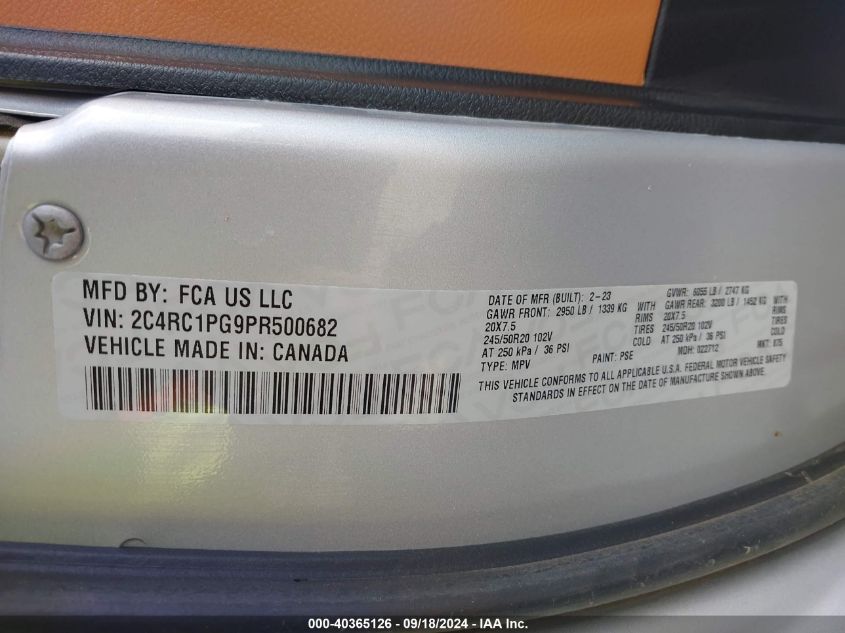 MFD BY: FCA US LLC
VIN: 2C4RC1PG9PR500682
VEHICLE MADE IN: CANADA
DATE OF MFR (BUILT): 2-23
GVWR: 6055 LB / 2747 KG
GAWR FRONT: 2950 LB / 1339 KG WITH
20X7.5 RIMS
245/50R20 102V TIRES
AT 250 kPa / 36 PSI COLD
GAWR REAR: 3200 LB / 1452 KG WITH
20X7.5 RIMS
245/50R20 102V TIRES
AT 250 kPa / 36 PSI COLD
TYPE: MPV
PAINT: PSE
MDH: 022712
MKT:
THIS VEHICLE CONFORMS TO ALL APPLICABLE U.S.A. FEDERAL MOTOR VEHICLE SAFETY
STANDARDS IN EFFECT ON THE DATE OF MANUFACTURE SHOWN ABOVE.
000-40365126 - 09/18/2024 - IAA Inc.